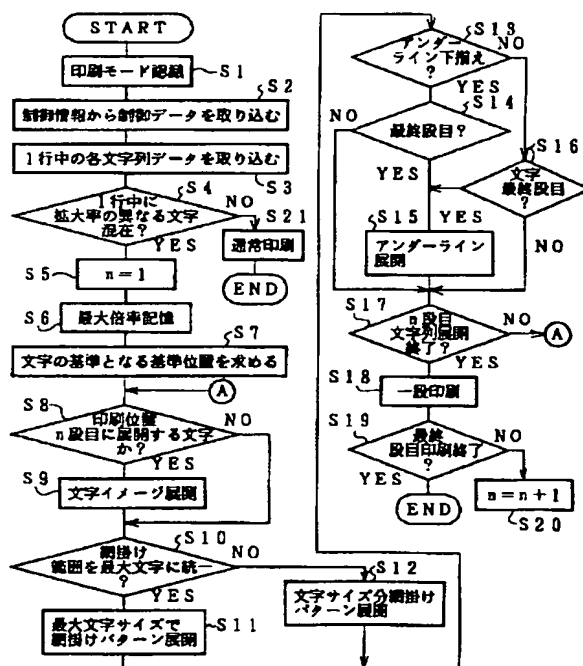 START
印刷モード認識
S1
S2
制御情報から制御データを取り込む
1行中の各文字列データを取り込む
S3
S4
1行中に
拡大率の異なる文字
混在?
NO
S21
YES
通常印刷
END
S5
n=1
S6
最大倍率記憶
S7
文字の基準となる基準位置を求める
A
S8
印刷位置
n段目に展開する文字
か?
NO
YES
S9
文字イメージ展開
S10
網掛け
範囲を最大文字に統一
?
NO
YES
S11
最大文字サイズで
網掛けパターン展開
S12
文字サイズ分網掛け
パターン展開
S13
アンダー
ライン下揃え
?
NO
YES
S14
NO
最終段目?
YES
S16
文字
最終段目
?
YES
NO
S15
アンダーライン
展開
S17
n段目
文字列展開
終了?
NO
A
YES
S18
一段印刷
S19
最終
段目印刷終了
?
NO
YES
END
n=n+1
S20